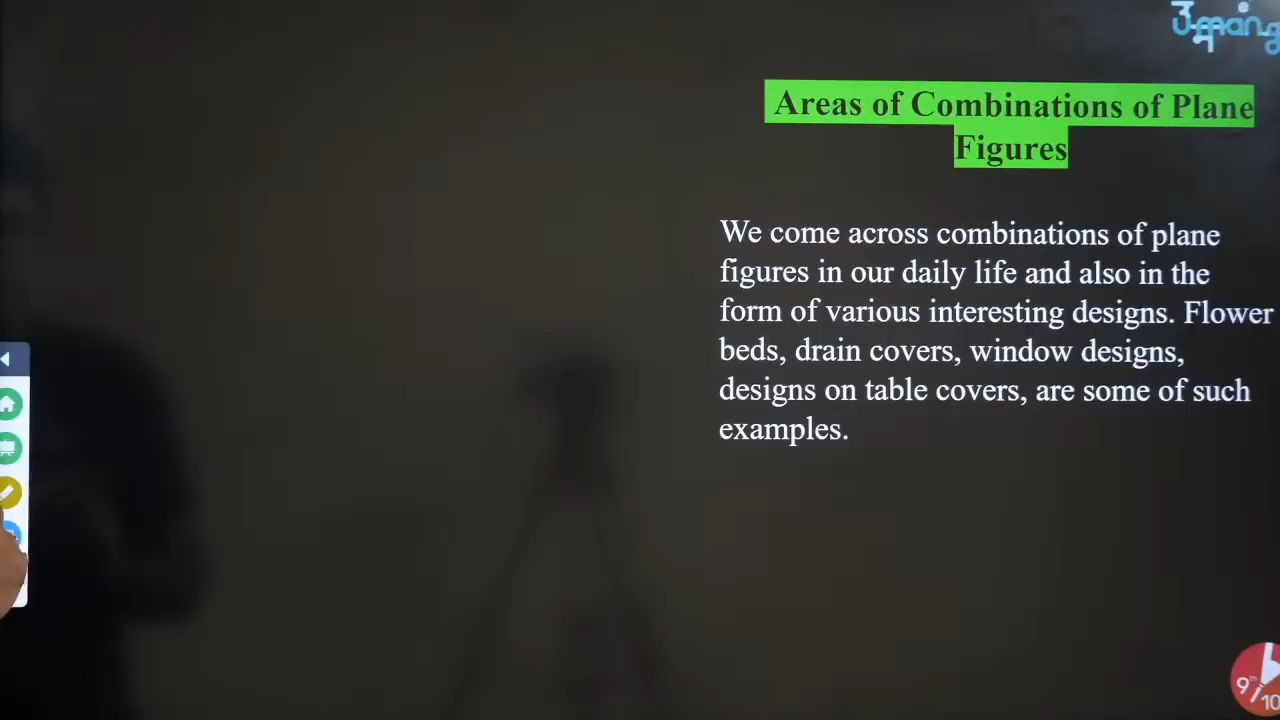 Areas of Combinations of Plane
Figures
We come across combinations of plane
figures in our daily life and also in the
form of various interesting designs. Flower
beds, drain covers, window designs,
designs on table covers, are some of such
examples.
9th/10